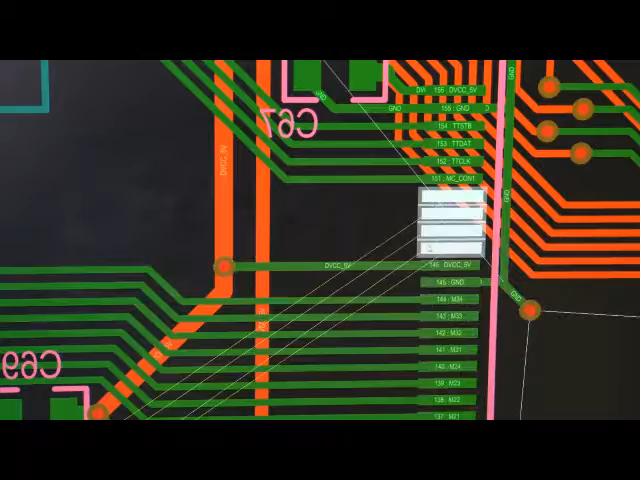 156 : DVCC_5V
GND
GND
155 : GND
C67
154 : TTSTB
153 : TTDAT
152 : TTCLK
151 : MC_CON1
DVCC_5V
GND
DVCC_5V
146 : DVCC_5V
145 : GND
GND
144 : M34
143 : M33
142 : M32
141 : M31
140 : M24
C69
139 : M23
138 : M22
137 : M21